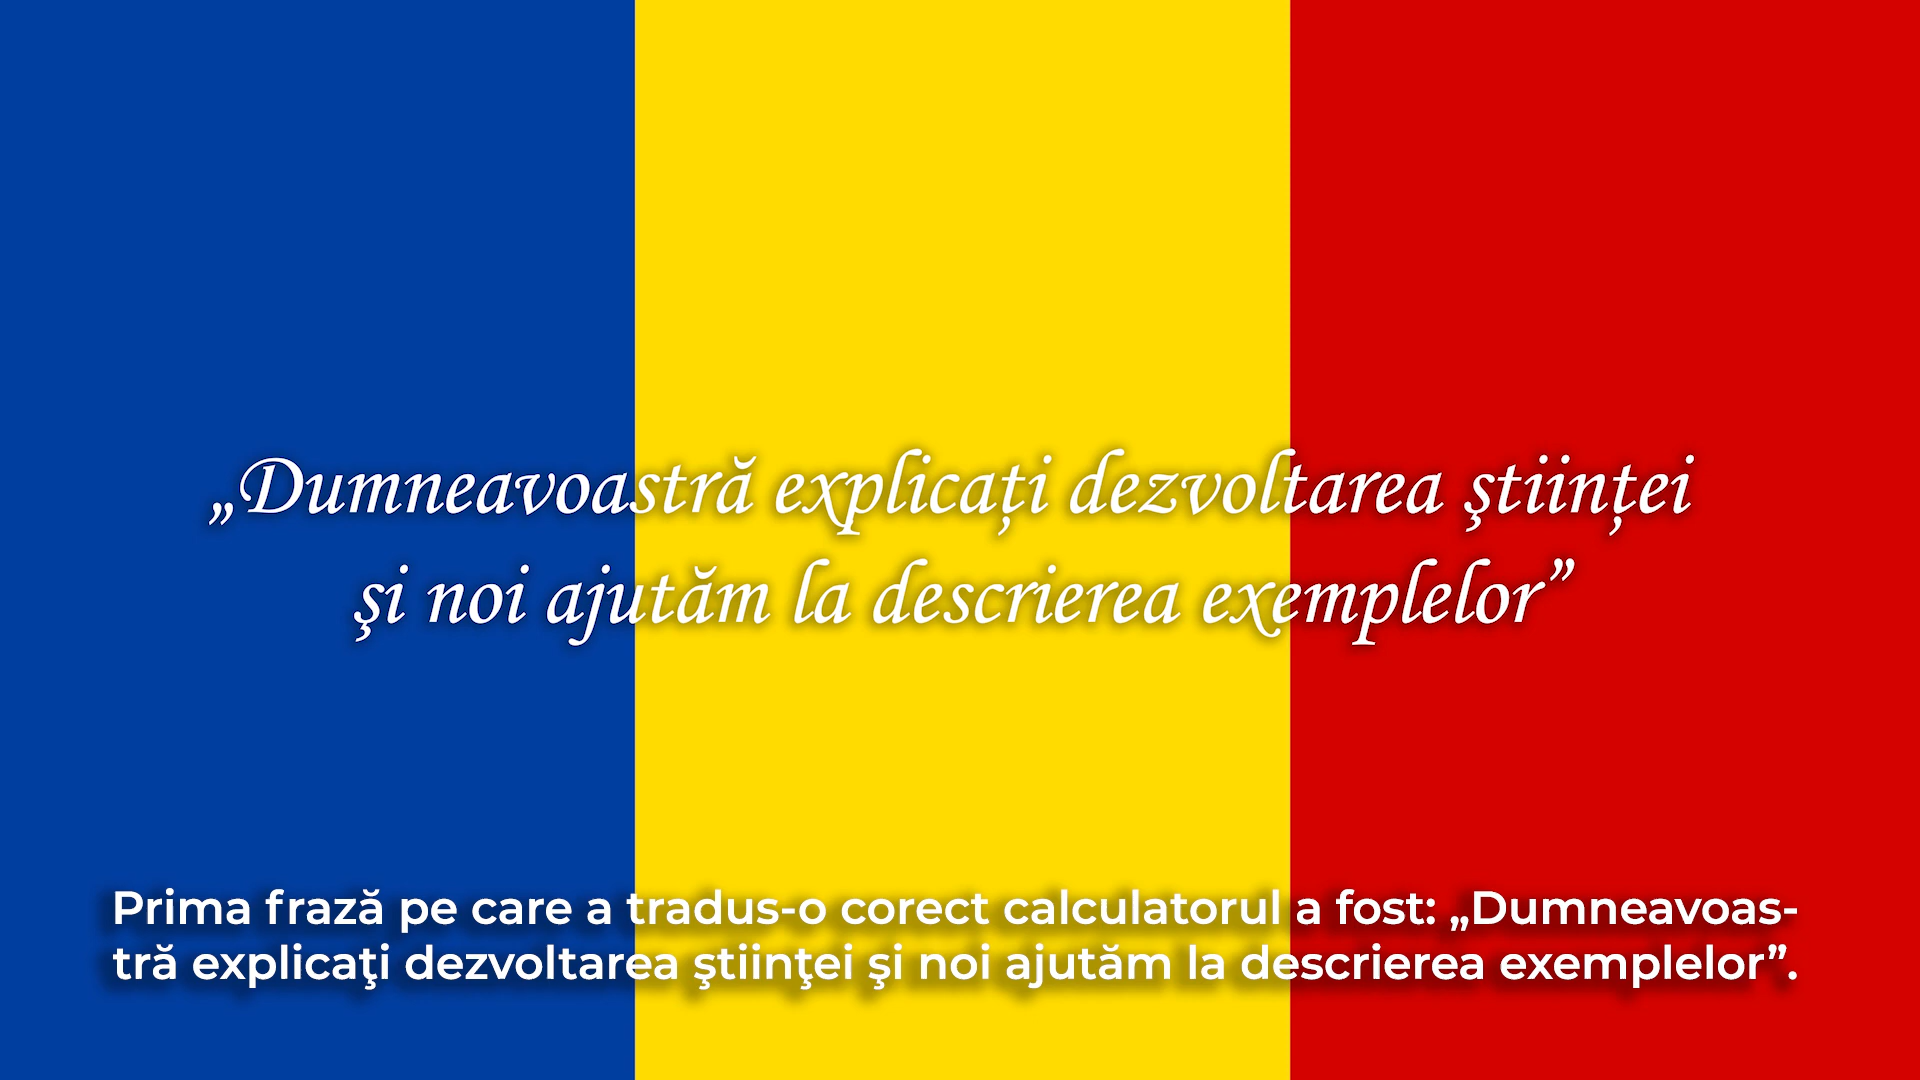 „Dumneavoastră explicați dezvoltarea ştiinței
şi noi ajutăm la descrierea exemplelor”
Prima frază pe care a tradus-o corect calculatorul a fost: „Dumneavoas-
tră explicaţi dezvoltarea ştiinţei şi noi ajutăm la descrierea exemplelor”.